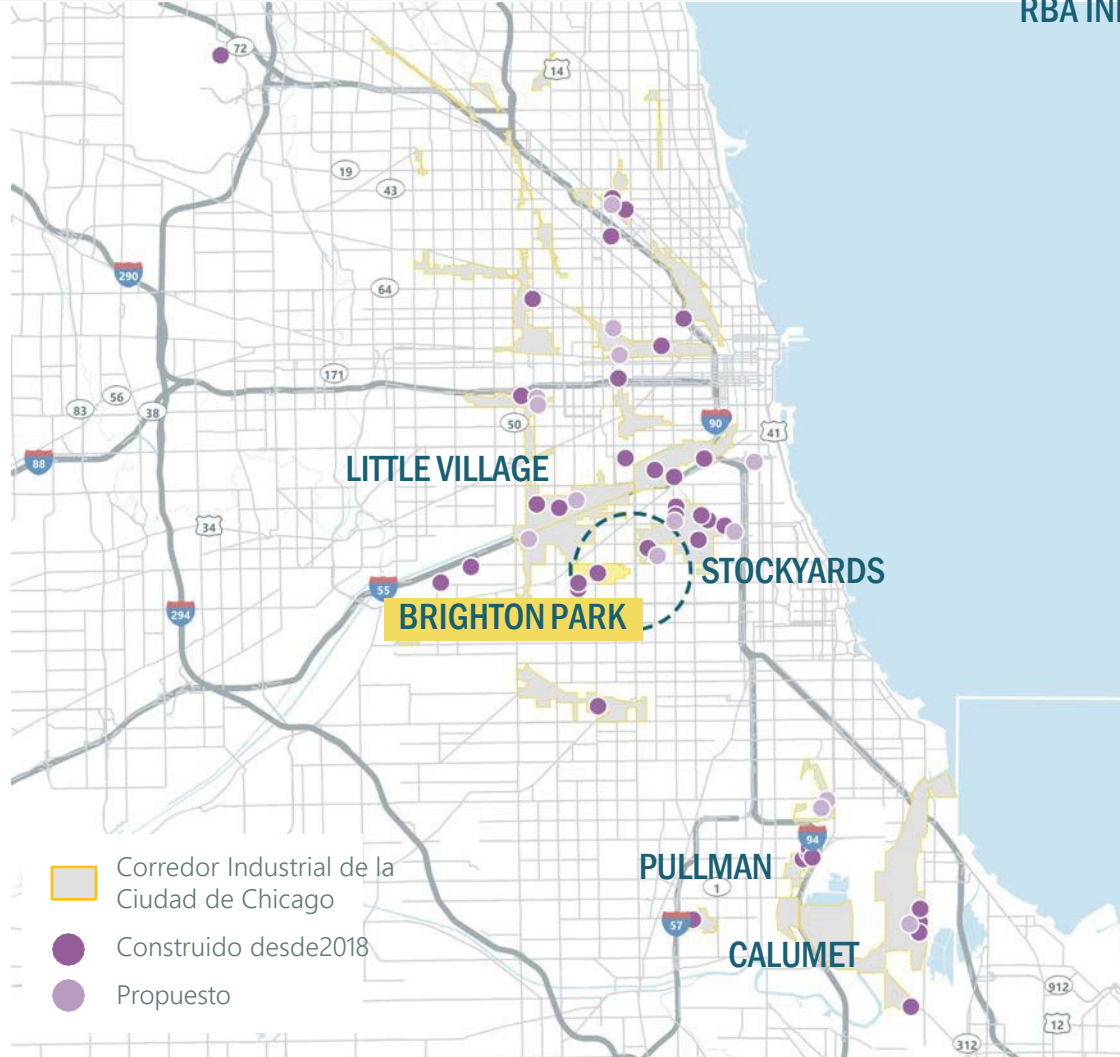 RBA IN
72
14
19
43
290
64
171
56
83
38
50
90
41
88
LITTLE VILLAGE
34
STOCKYARDS
55
BRIGHTON PARK
294
94
PULLMAN
1
57
CALUMET
912
12
312
Corredor Industrial de la
Ciudad de Chicago
Construido desde2018
Propuesto